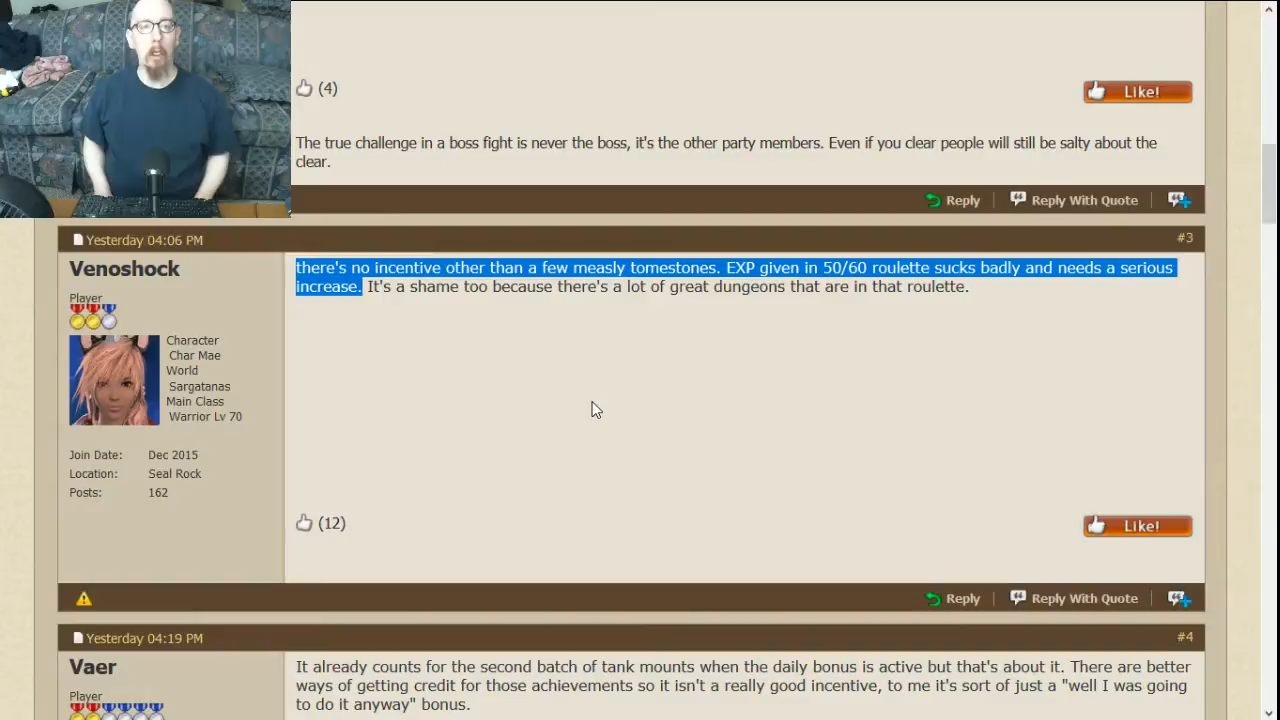 (4)
Like!
The true challenge in a boss fight is never the boss, it's the other party members. Even if you clear people will still be salty about the
clear.
Reply
Reply With Quote
Yesterday 04:06 PM
#3
Venoshock
Player
Character
Char Mae
World
Sargatanas
Main Class
Warrior Lv 70
Join Date: Dec 2015
Location: Seal Rock
Posts: 162
there's no incentive other than a few measly tomestones. EXP given in 50/60 roulette sucks badly and needs a serious
increase. It's a shame too because there's a lot of great dungeons that are in that roulette.
(12)
Like!
Reply
Reply With Quote
Yesterday 04:19 PM
#4
Vaer
Player
It already counts for the second batch of tank mounts when the daily bonus is active but that's about it. There are better
ways of getting credit for those achievements so it isn't a really good incentive, to me it's sort of just a "well I was going
to do it anyway" bonus.